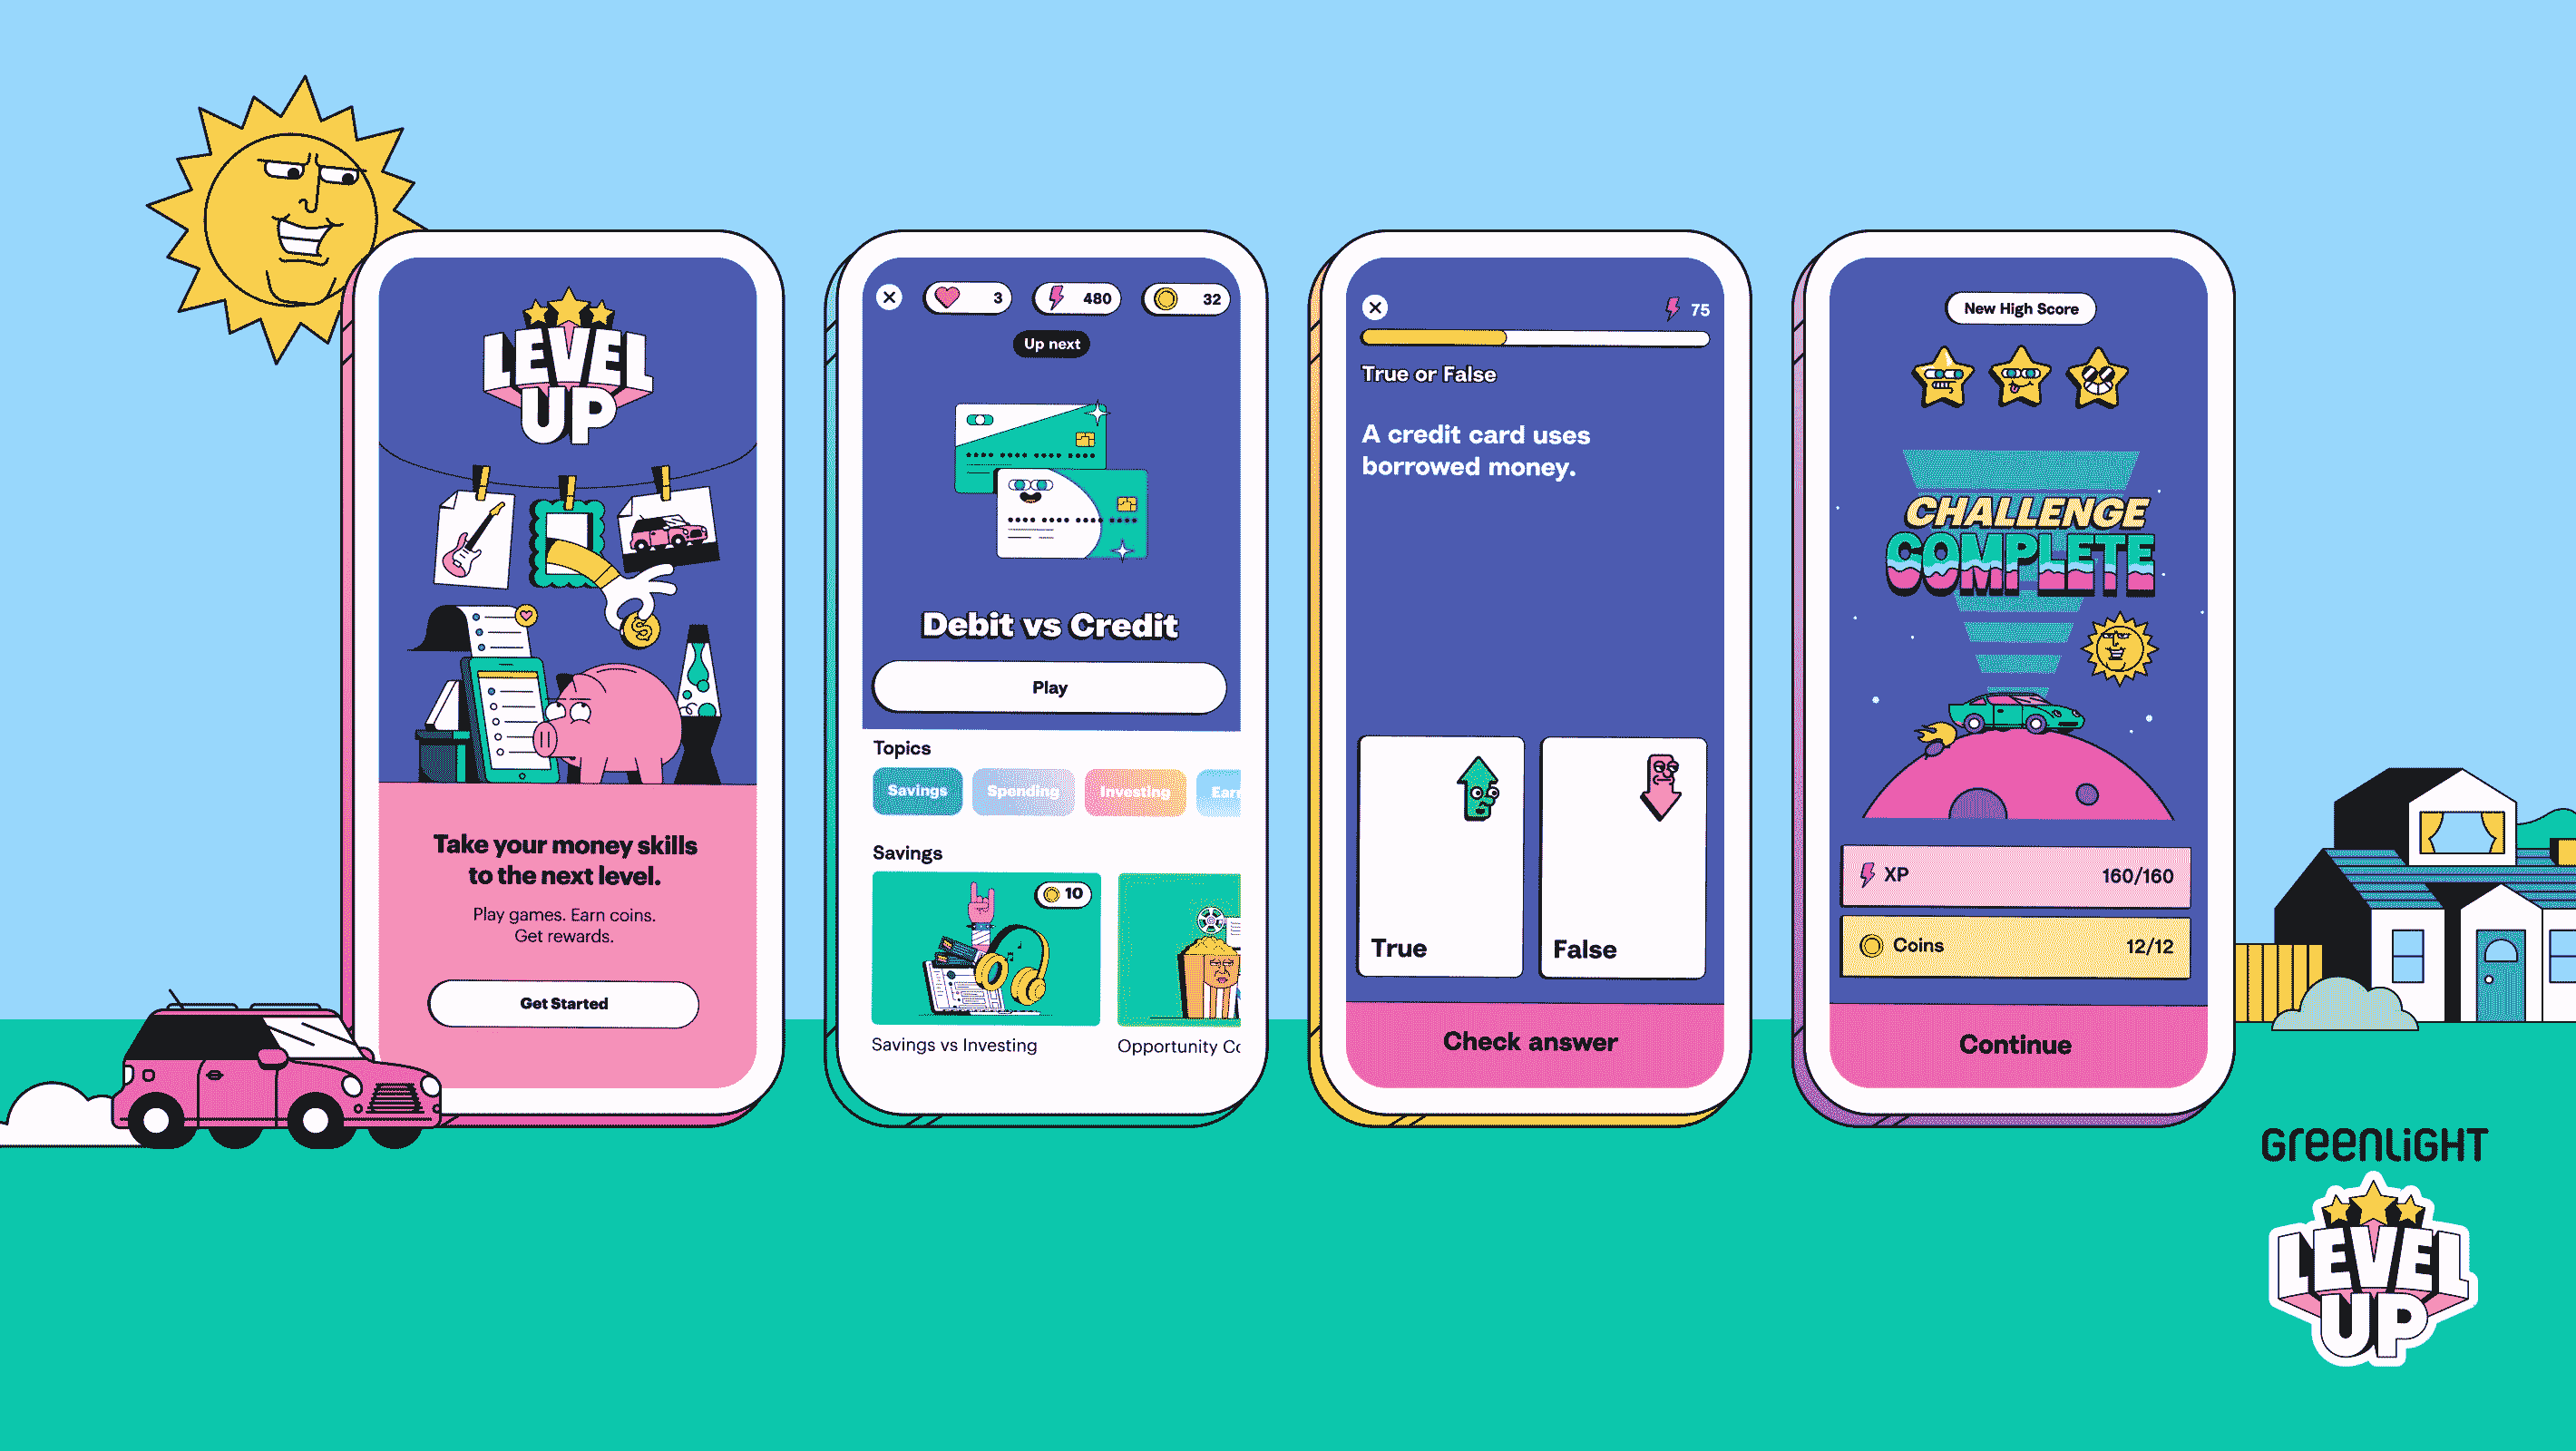 LEVEL
UP
Take your money skills
to the next level.
Play games. Earn coins.
Get rewards.
Get Started
3
480
32
Up next
Debit vs Credit
Play
Topics
Savings
Spending
Investing
Savings
10
Savings vs Investing
Opportunity
75
True or False
A credit card uses
borrowed money.
True
False
Check answer
New High Score
CHALLENGE
COMPLETE
XP
160/160
Coins
12/12
Continue
GreenLiGHT
LEVEL
UP